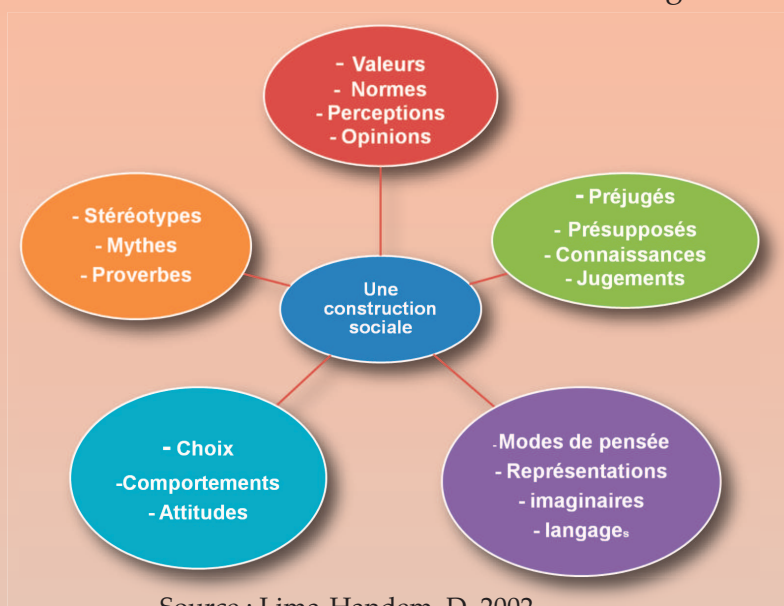 - Valeurs
- Normes
- Perceptions
- Opinions
- Stéréotypes
- Mythes
- Proverbes
- Préjugés
- Présupposés
- Connaissances
- Jugements
Une
construction
sociale
- Choix
-Comportements
- Attitudes
-Modes de pensée
- Représentations
- imaginaires
- langages